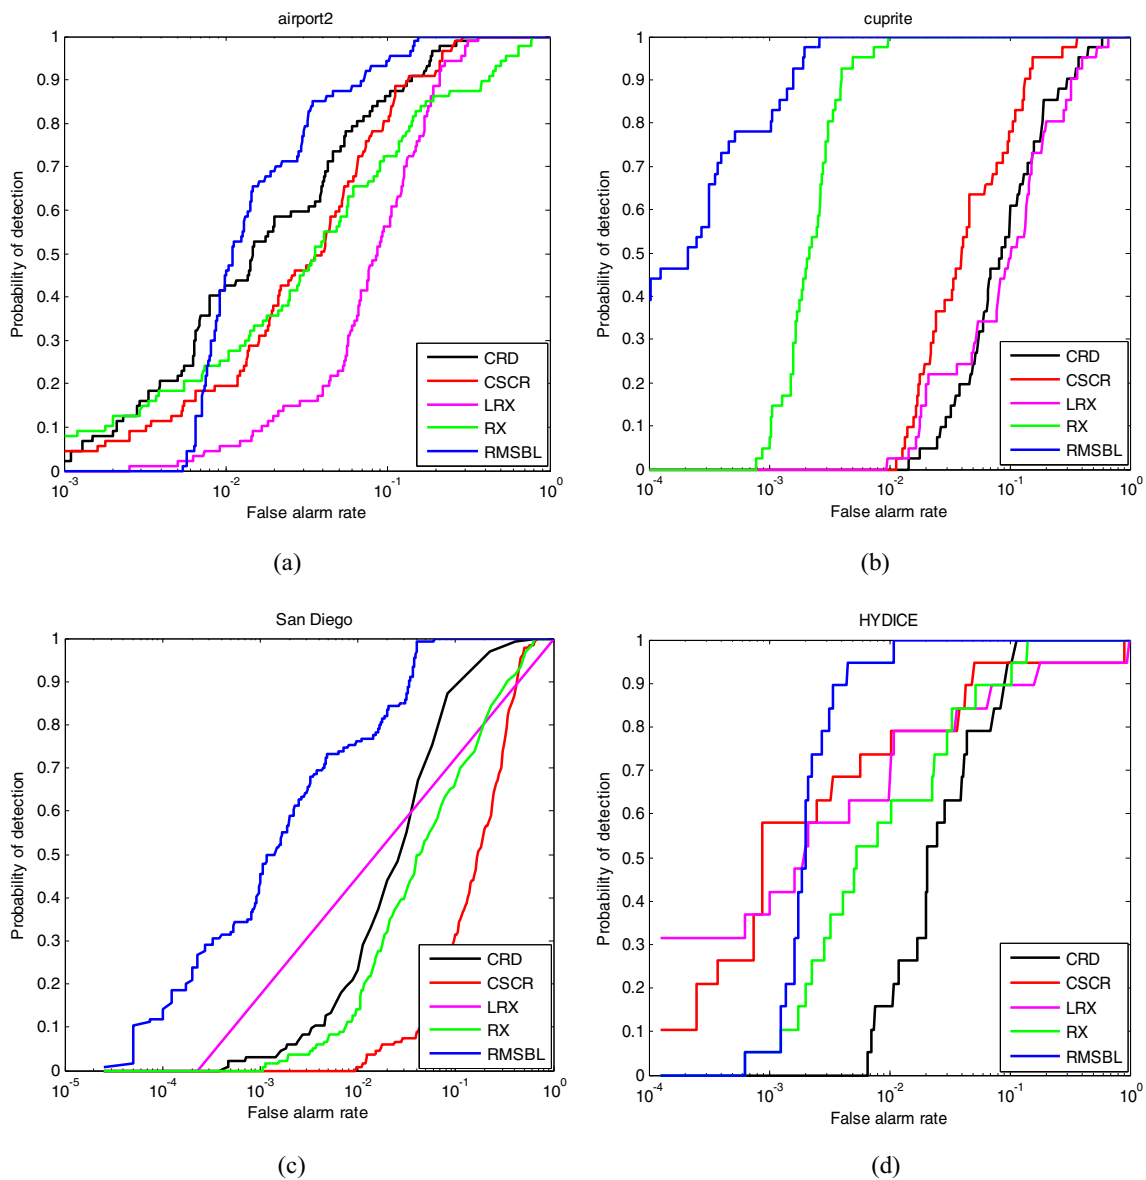 airport2
Probability of detection
1
0.9
0.8
0.7
0.6
0.5
0.4
0.3
0.2
0.1
0
10^-3
10^-2
10^-1
10^0
False alarm rate
CRD
CSCR
LRX
RX
RMSBL
(a)
cuprite
Probability of detection
1
0.9
0.8
0.7
0.6
0.5
0.4
0.3
0.2
0.1
0
10^-4
10^-3
10^-2
10^-1
10^0
False alarm rate
CRD
CSCR
LRX
RX
RMSBL
(b)
San Diego
Probability of detection
1
0.9
0.8
0.7
0.6
0.5
0.4
0.3
0.2
0.1
0
10^-5
10^-4
10^-3
10^-2
10^-1
10^0
False alarm rate
CRD
CSCR
LRX
RX
RMSBL
(c)
HYDICE
Probability of detection
1
0.9
0.8
0.7
0.6
0.5
0.4
0.3
0.2
0.1
0
10^-4
10^-3
10^-2
10^-1
10^0
False alarm rate
CRD
CSCR
LRX
RX
RMSBL
(d)